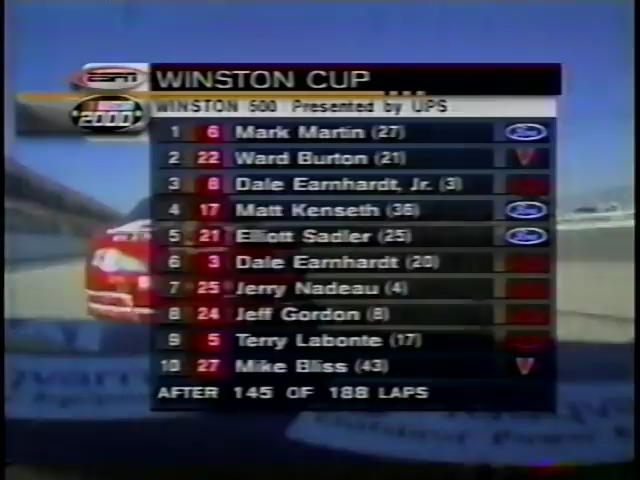 ESPN WINSTON CUP
2000 WINSTON 500 Presented by UPS
1 6 Mark Martin (27) Ford
2 22 Ward Burton (21)
3 8 Dale Earnhardt, Jr. (3)
4 17 Matt Kenseth (36) Ford
5 21 Elliott Sadler (25) Ford
6 3 Dale Earnhardt (20)
7 25 Jerry Nadeau (4)
8 24 Jeff Gordon (8)
9 5 Terry Labonte (17)
10 27 Mike Bliss (43)
AFTER 145 OF 188 LAPS